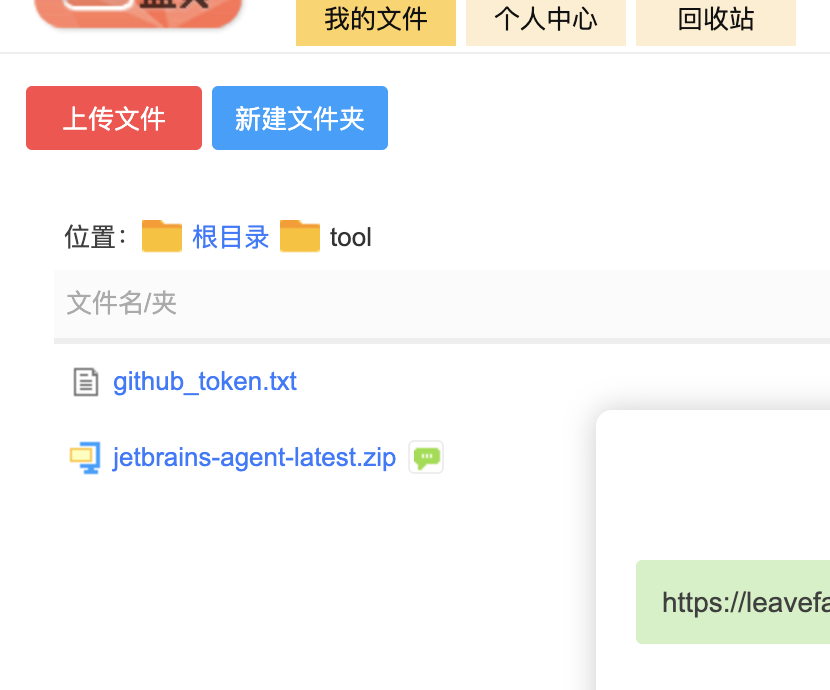 我的文件 个人中心 回收站
上传文件 新建文件夹
位置： 根目录 tool
文件名/夹
github_token.txt
jetbrains-agent-latest.zip
https://leavefa